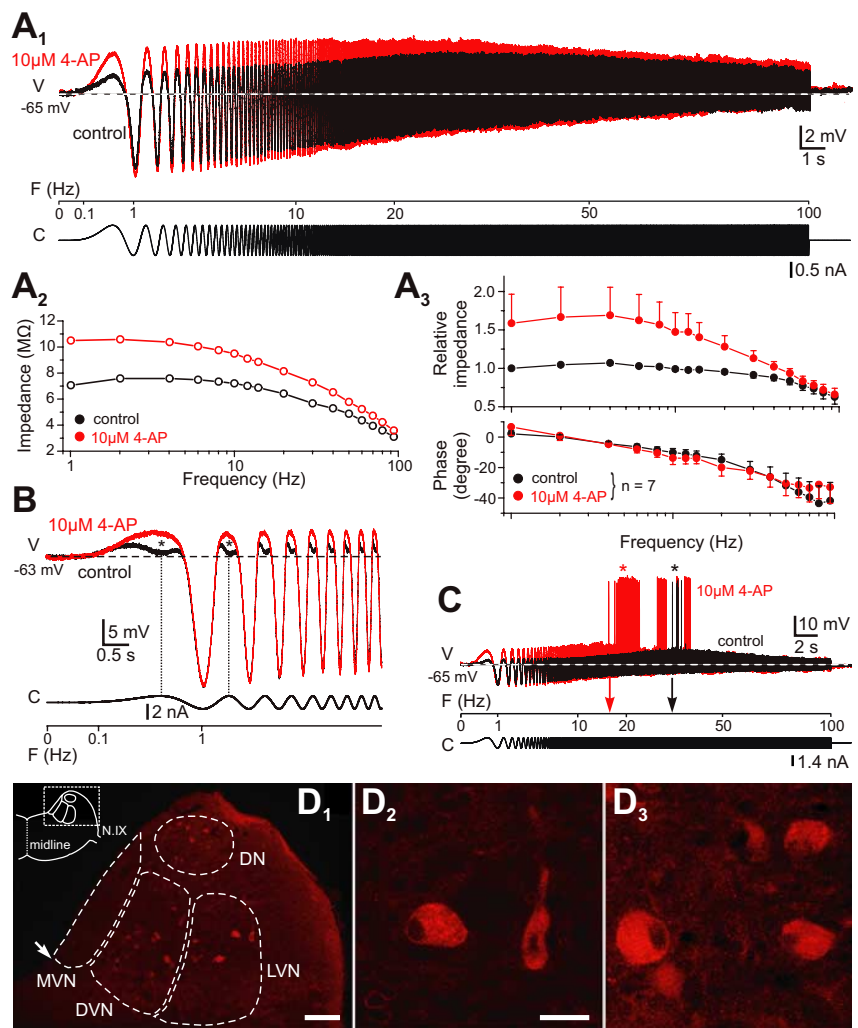 A1
10µM 4-AP
V
-65 mV
control
2 mV
1 s
F (Hz)
0 0.1 1 10 20 50 100
C
0.5 nA
A2
Impedance (MΩ)
12
10
8
6
4
2
control
10µM 4-AP
1 10 100
Frequency (Hz)
A3
Relative impedance
2.0
1.5
1.0
0.5
Phase (degree)
0
-20
-40
control
10µM 4-AP
n = 7
Frequency (Hz)
B
10µM 4-AP
V
-63 mV
control
* *
5 mV
0.5 s
C
2 nA
F (Hz)
0 0.1 1
C
* *
10µM 4-AP
control
10 mV
2 s
V
-65 mV
F (Hz)
0 1 10 20 50 100
C
1.4 nA
D1
midline
N.IX
DN
MVN
DVN
LVN
D2
D3